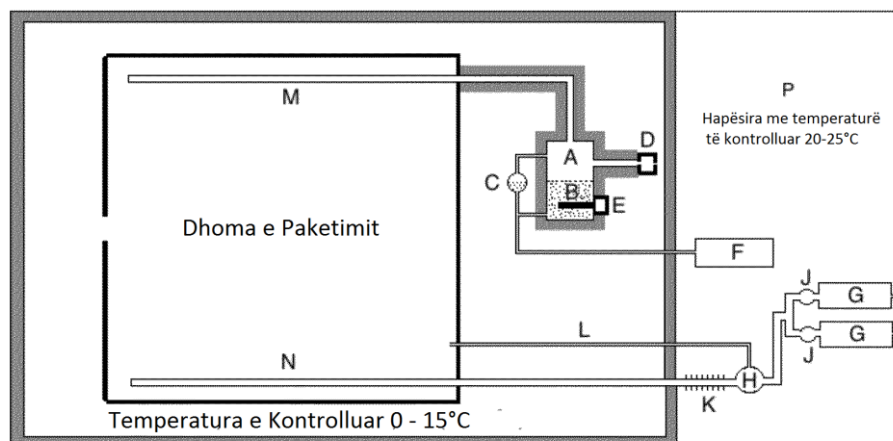 M
P
Hapësira me temperaturë
të kontrolluar 20-25°C
D
A
C
B
E
Dhoma e Paketimit
F
J
G
L
G
J
N
H
K
Temperatura e Kontrolluar 0 - 15°C